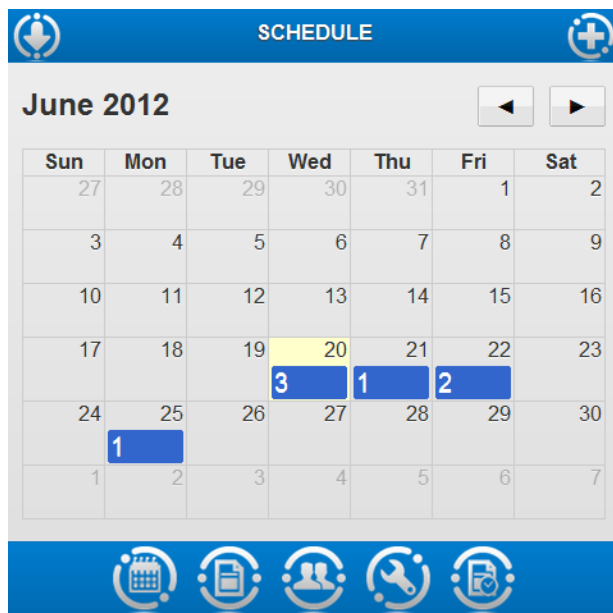 SCHEDULE
June 2012
Sun Mon Tue Wed Thu Fri Sat
27 28 29 30 31 1 2
3 4 5 6 7 8 9
10 11 12 13 14 15 16
17 18 19 20 21 22 23
3 1 2
24 25 26 27 28 29 30
1
1 2 3 4 5 6 7